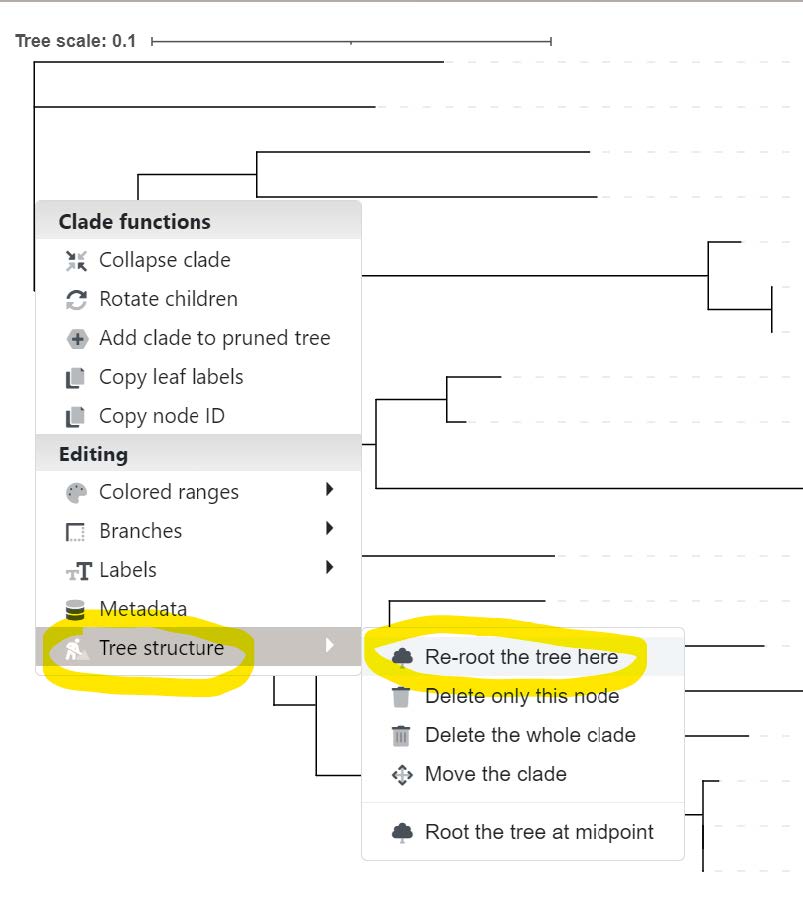 Tree scale: 0.1
Clade functions
Collapse clade
Rotate children
Add clade to pruned tree
Copy leaf labels
Copy node ID
Editing
Colored ranges
Branches
Labels
Metadata
Tree structure
Re-root the tree here
Delete only this node
Delete the whole clade
Move the clade
Root the tree at midpoint